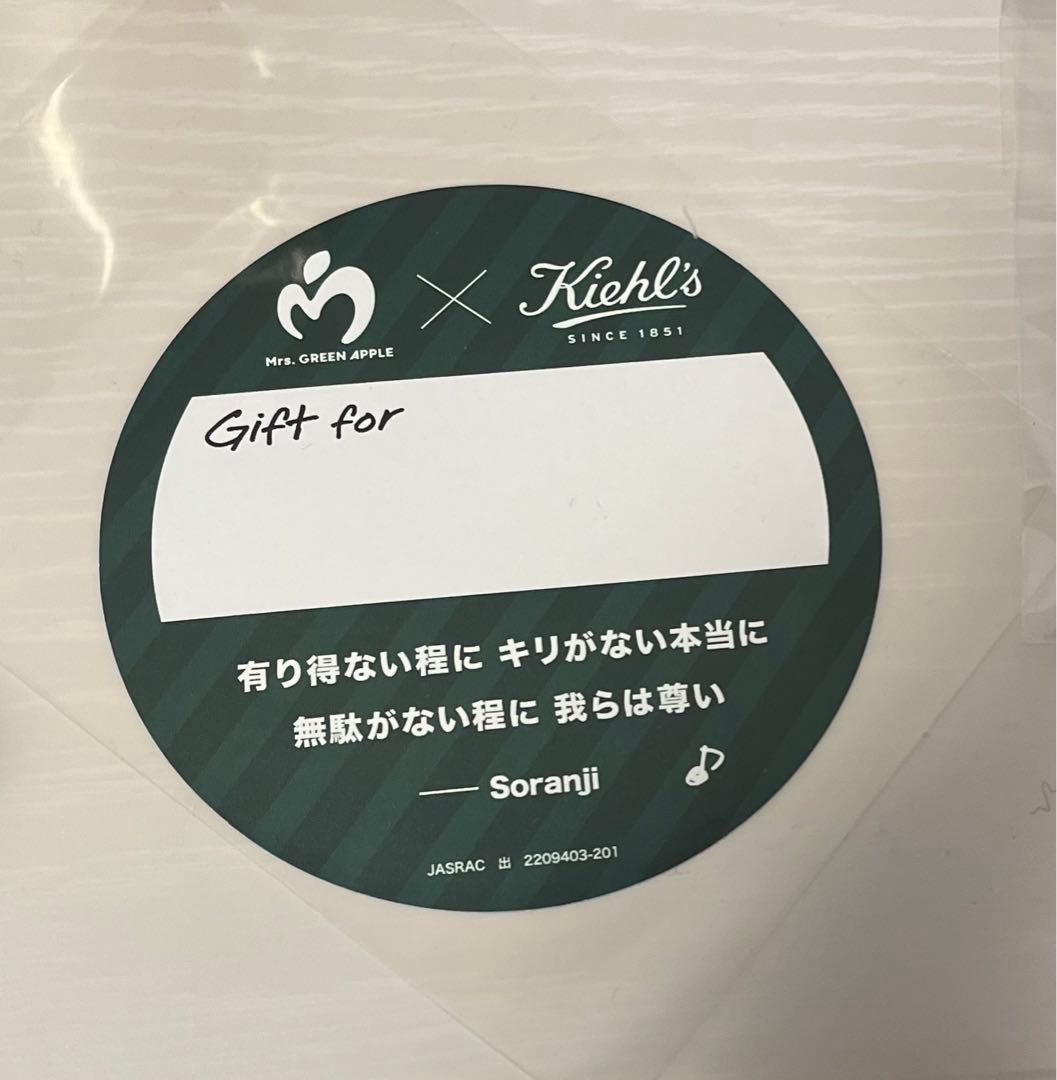 Mrs. GREEN APPLE
Kiehl's
SINCE 1851
Gift for
有り得ない程に キリがない本当に
無駄がない程に 我らは尊い
Soranji
JASRAC 出 2209403-201